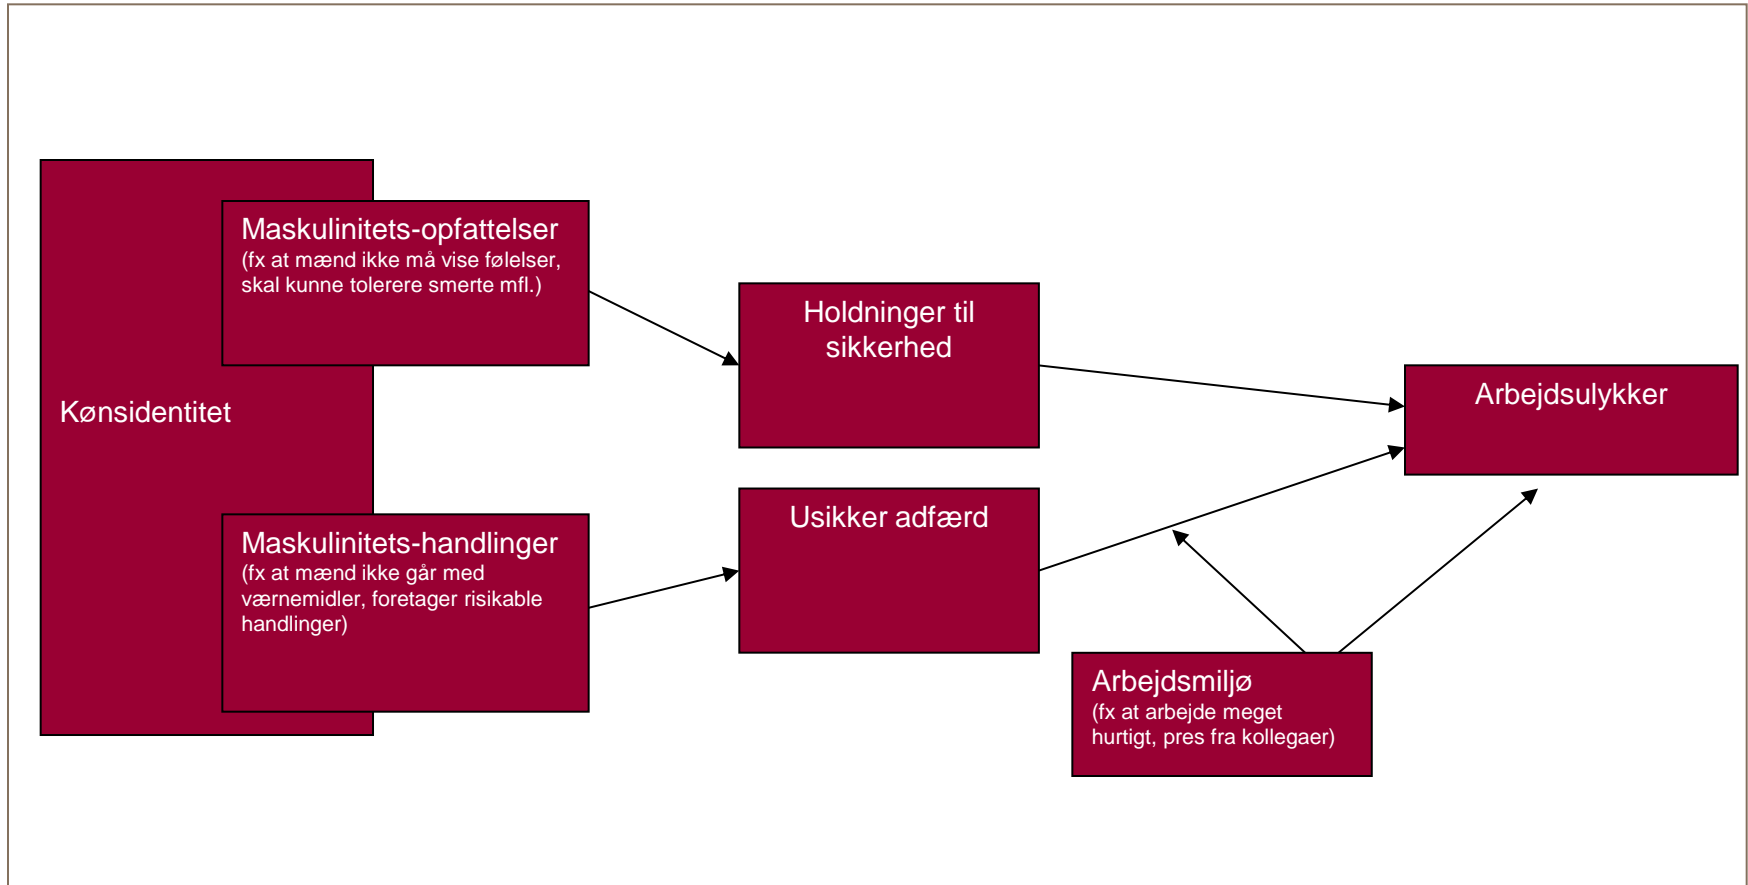 Kønsidentitet
Maskulinitets-opfattelser
(fx at mænd ikke må vise følelser,
skal kunne tolerere smerte mfl.)
Maskulinitets-handlinger
(fx at mænd ikke går med
værnemidler, foretager risikable
handlinger)
Holdninger til
sikkerhed
Usikker adfærd
Arbejdsmiljø
(fx at arbejde meget
hurtigt, pres fra kollegaer)
Arbejdsulykker